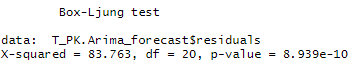 Box-Ljung test
data:  T_PK.Arima_forecast$residuals
X-squared = 83.763, df = 20, p-value = 8.939e-10